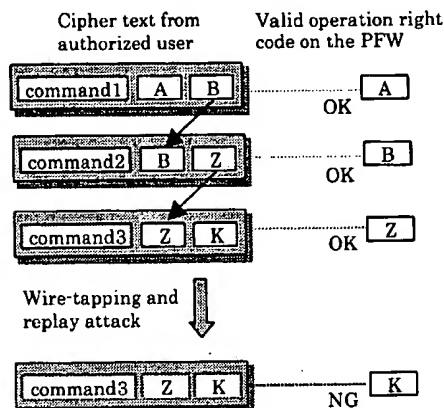 Cipher text from
authorized user
Valid operation right
code on the PFW
command1 A B
OK
A
command2 B Z
OK
B
command3 Z K
OK
Z
Wire-tapping and
replay attack
command3 Z K
NG
K